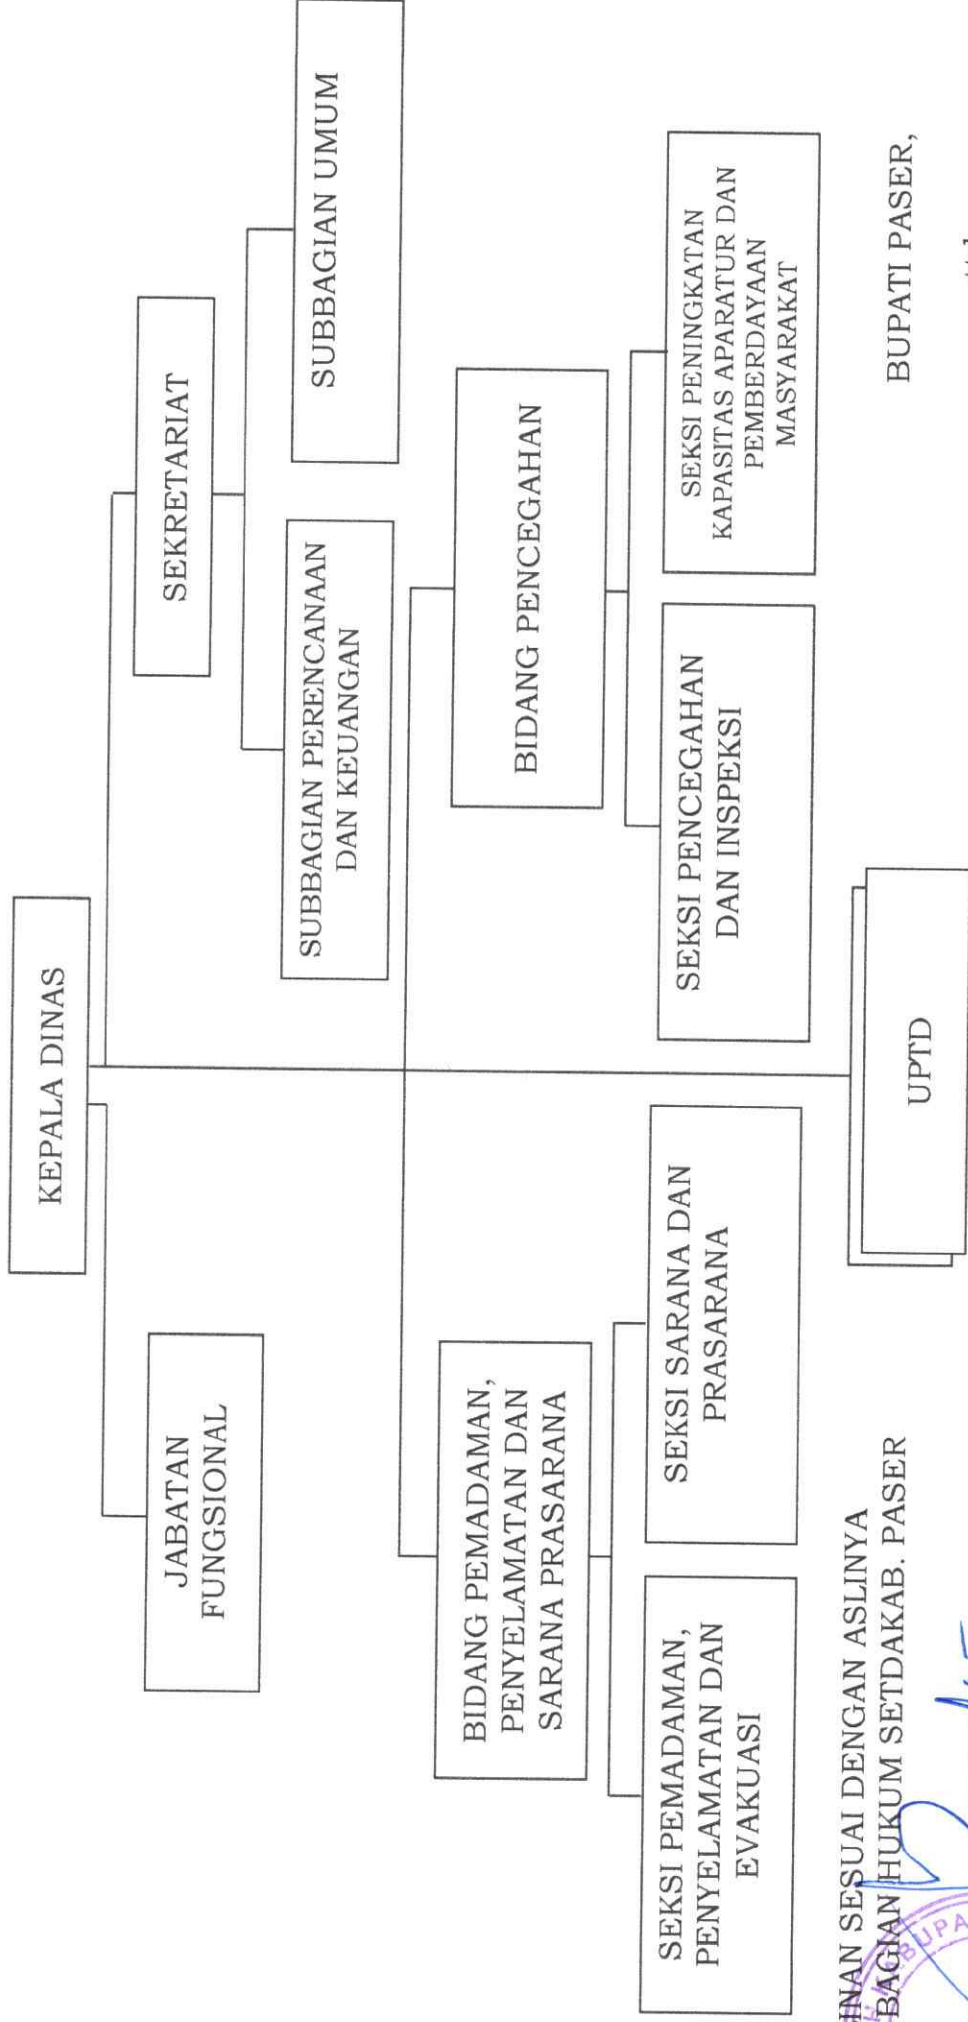 KEPALA DINAS
JABATAN
FUNGSIONAL
SEKRETARIAT
SUBBAGIAN PERENCANAAN
DAN KEUANGAN
SUBBAGIAN UMUM
BIDANG PEMADAMAN,
PENYELAMATAN DAN
SARANA PRASARANA
BIDANG PENCEGAHAN
SEKSI PEMADAMAN,
PENYELAMATAN DAN
EVAKUASI
SEKSI SARANA DAN
PRASARANA
SEKSI PENCEGAHAN
DAN INSPEKSI
SEKSI PENINGKATAN
KAPASITAS APARATUR DAN
PEMBERDAYAAN
MASYARAKAT
UPTD
INAN SESUAI DENGAN ASLINYA
BAGIAN HUKUM SETDAKAB. PASER
BUPATI PASER,